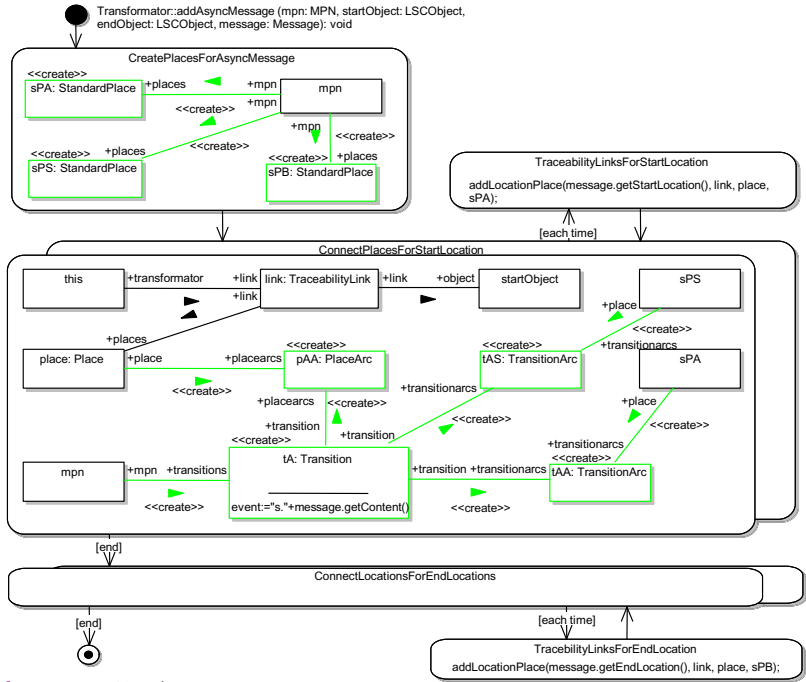 Transformator::addAsyncMessage (mpn: MPN, startObject: LSCObject,
endObject: LSCObject, message: Message): void
CreatePlacesForAsyncMessage
<<create>>
sPA: StandardPlace
+places
+mpn
mpn
+mpn
<<create>>
<<create>>
+mpn
<<create>>
<<create>>
+places
sPS: StandardPlace
<<create>>
+places
sPB: StandardPlace
TraceabilityLinksForStartLocation
addLocationPlace(message.getStartLocation(), link, place,
sPA);
[each time]
ConnectPlacesForStartLocation
this
+transformator
+link
link: TraceabilityLink
+link
+object
startObject
sPS
+link
+place
+places
<<create>>
<<create>>
<<create>>
+transitionarcs
place: Place
+place
+placearcs
pAA: PlaceArc
tAS: TransitionArc
sPA
<<create>>
+transitionarcs
+placearcs
<<create>>
+place
+transition
<<create>>
<<create>>
<<create>>
+transition
+transitionarcs
<<create>>
mpn
+mpn
+transitions
tA: Transition
+transition
+transitionarcs
tAA: TransitionArc
<<create>>
event:="s."+message.getContent()
<<create>>
[end]
ConnectLocationsForEndLocations
[end]
[each time]
TracebilityLinksForEndLocation
addLocationPlace(message.getEndLocation(), link, place, sPB);